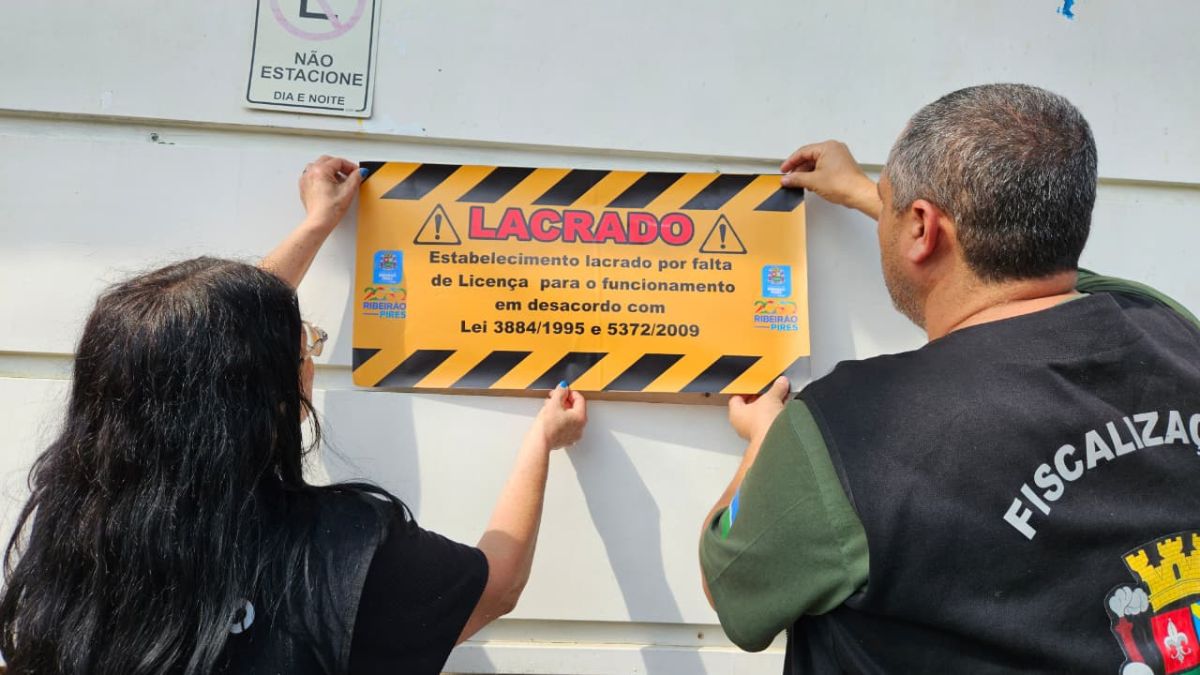 NÃO
ESTACIONE
DIA E NOITE
LACRADO
Estabelecimento lacrado por falta
de Licença para o funcionamento
em desacordo com
Lei 3884/1995 e 5372/2009
RIBEIRÃO
PIRES
RIBEIRÃO
PIRES
FISCALIZAÇ